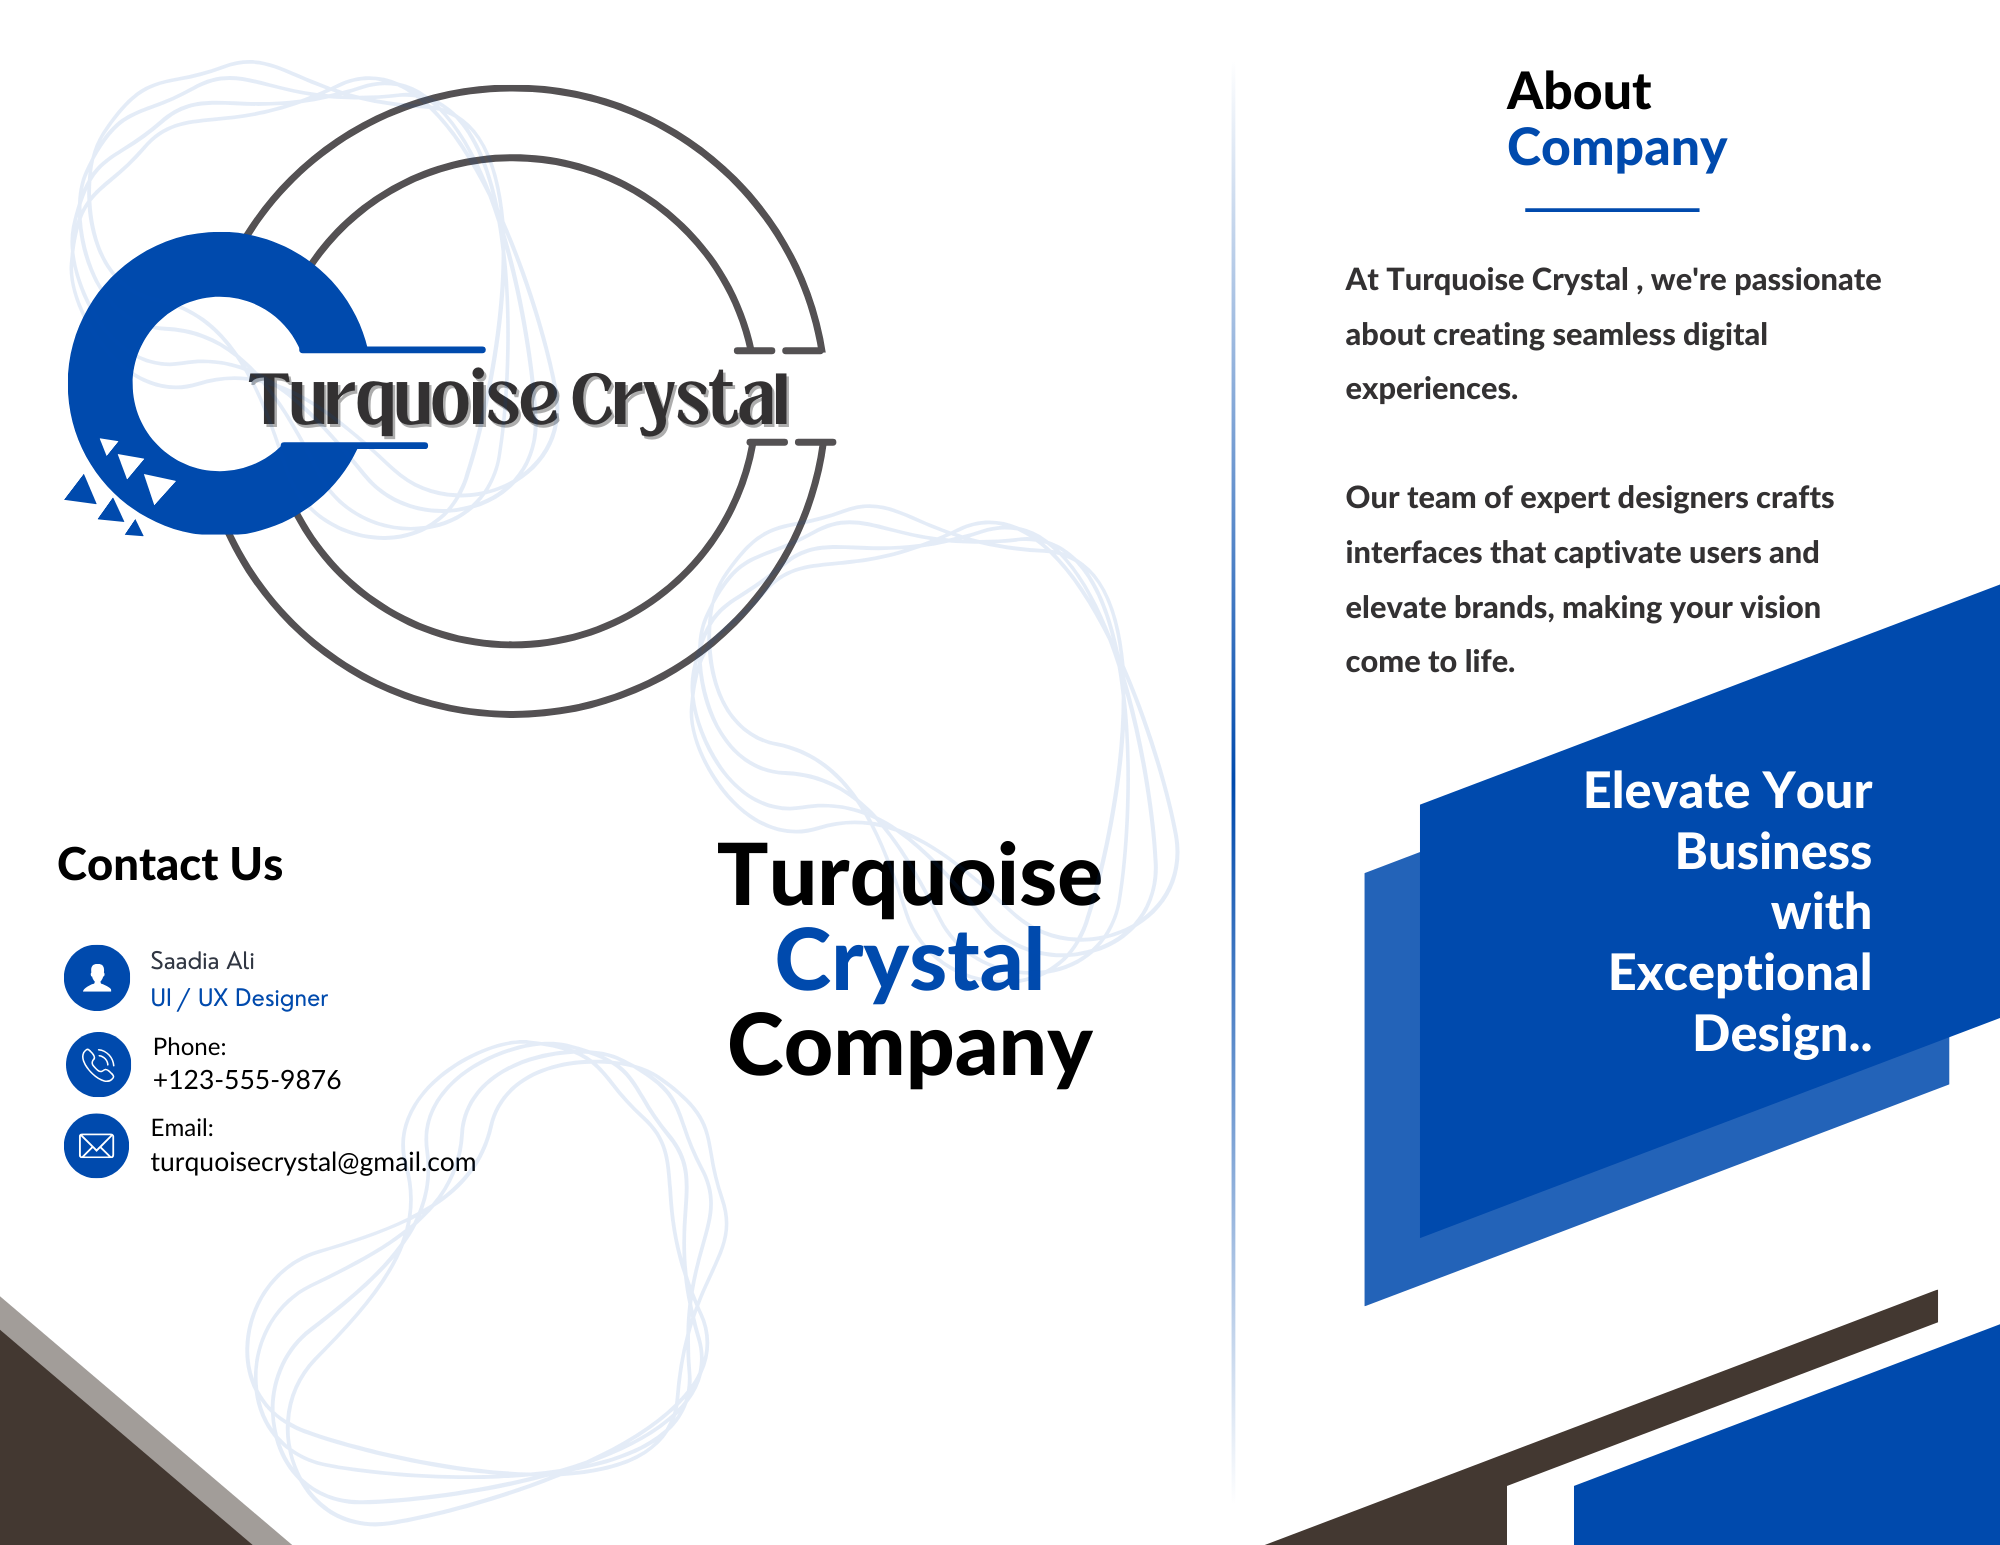 Turquoise Crystal
Contact Us
Saadia Ali
UI / UX Designer
Phone:
+123-555-9876
Email:
turquoisecrystal@gmail.com
Turquoise
Crystal
Company
About
Company
At Turquoise Crystal , we're passionate
about creating seamless digital
experiences.
Our team of expert designers crafts
interfaces that captivate users and
elevate brands, making your vision
come to life.
Elevate Your
Business
with
Exceptional
Design..